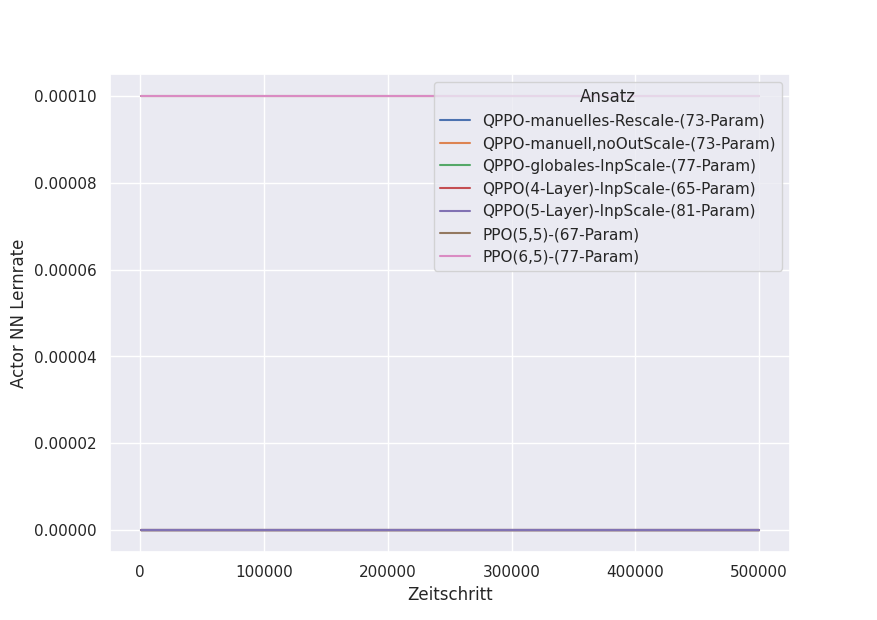 Ansatz
QPPO-manuelles-Rescale-(73-Param)
QPPO-manuell,noOutScale-(73-Param)
QPPO-globales-InpScale-(77-Param)
QPPO(4-Layer)-InpScale-(65-Param)
QPPO(5-Layer)-InpScale-(81-Param)
PPO(5,5)-(67-Param)
PPO(6,5)-(77-Param)
Actor NN Lernrate
0.00010
0.00008
0.00006
0.00004
0.00002
0.00000
0 100000 200000 300000 400000 500000
Zeitschritt